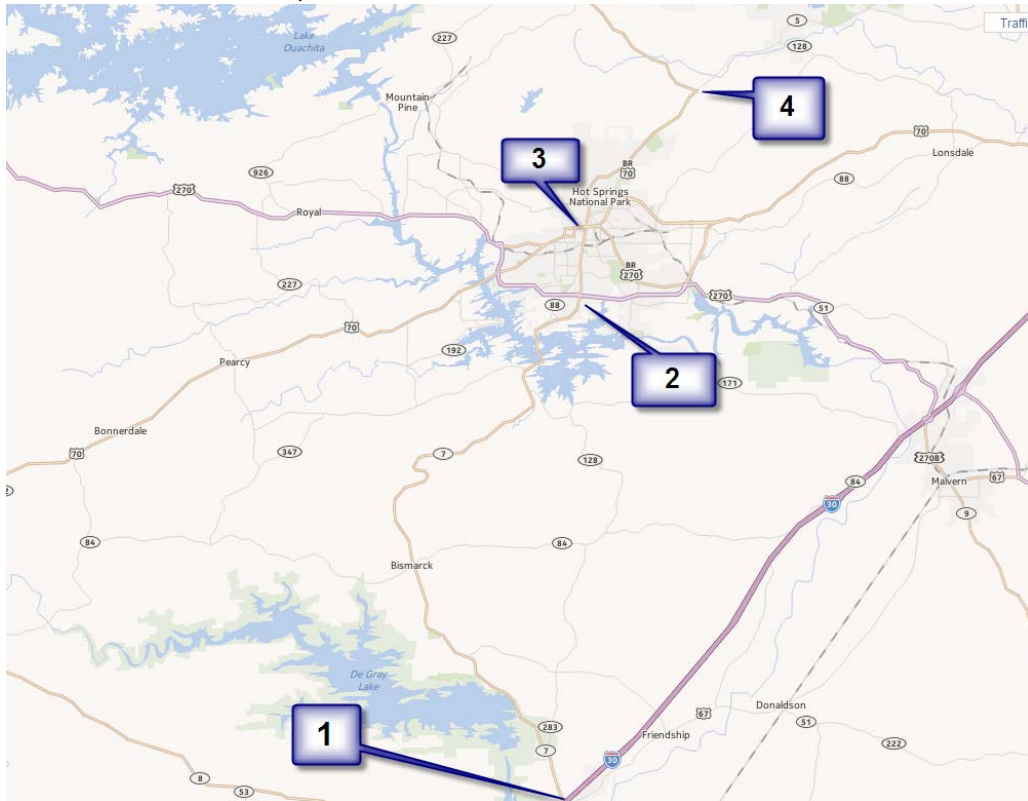 5
Traffi
Lake
Ouachita
227
128
4
Mountain
Pine
70
3
BR
70
Lonsdale
88
926
270
Hot Springs
National Park
Royal
BR
270
227
88
270
51
70
192
Pearcy
2
171
Bonnerdale
7
70
347
128
270B
84
Malvern
67
30
9
84
84
Bismarck
De Gray
Lake
1
283
67
Donaldson
51
Friendship
222
7
30
8
53